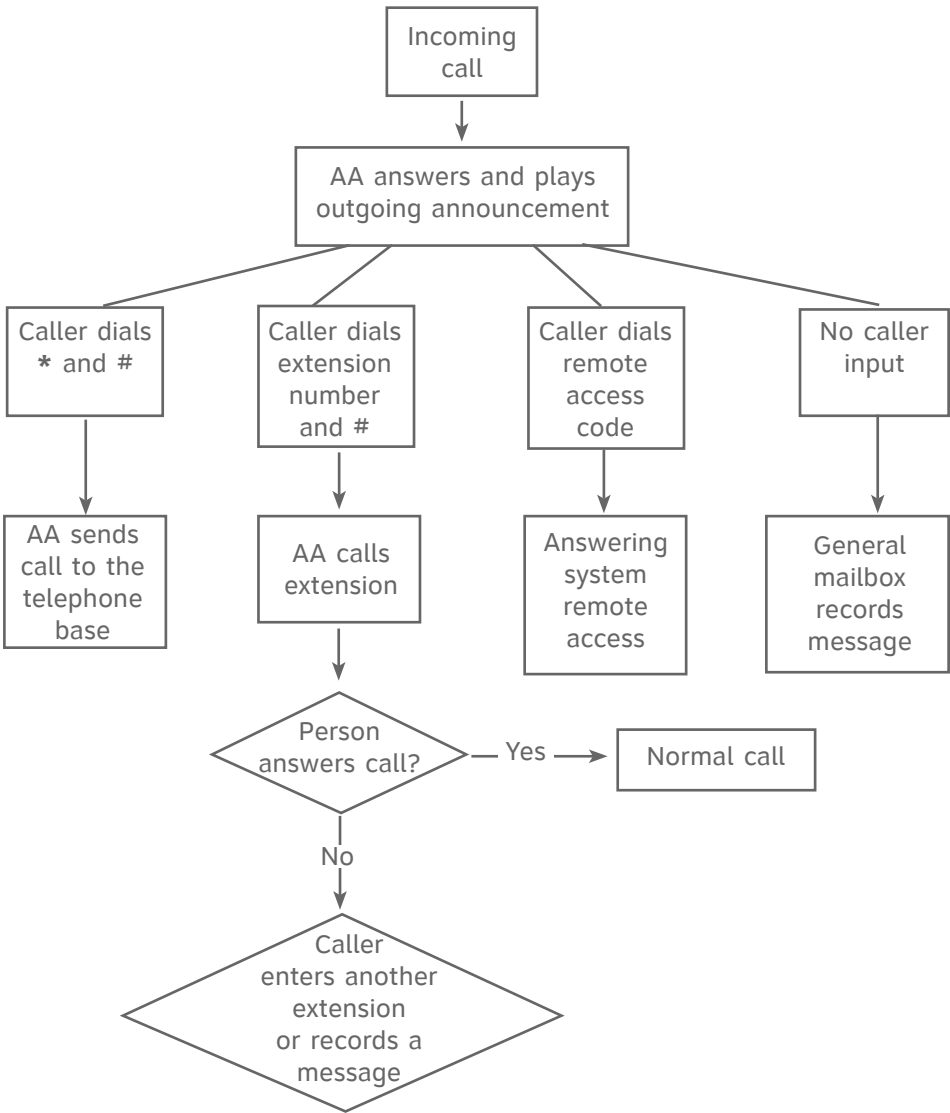 Incoming
call
AA answers and plays
outgoing announcement
Caller dials
* and #
Caller dials
extension
number
and #
Caller dials
remote
access
code
No caller
input
AA sends
call to the
telephone
base
AA calls
extension
Answering
system
remote
access
General
mailbox
records
message
Person
answers call?
Yes
Normal call
No
Caller
enters another
extension
or records a
message